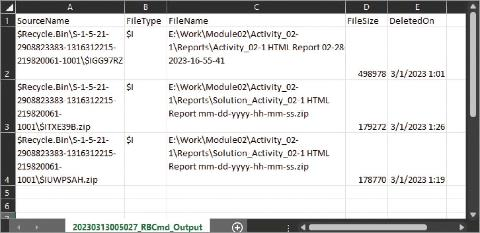 A B C D E
1 SourceName FileType FileName FileSize DeletedOn
$Recycle.Bin\S-1-5-21- $I E:\Work\Module02\Activity_02-
2908823383-1316312215- 1\Reports\Activity_02-1 HTML Report 02-28-
219820061-1001\$IGG97RZ 2023-16-55-41
2 498978 3/1/2023 1:01
$Recycle.Bin\S-1-5-21- $I E:\Work\Module02\Activity_02-
2908823383-1316312215- 1\Reports\Solution_Activity_02-1 HTML
219820061- Report mm-dd-yyyy-hh-mm-ss.zip
3 1001\$ITXE39B.zip 179272 3/1/2023 1:26
$Recycle.Bin\S-1-5-21- $I E:\Work\Module02\Activity_02-
2908823383-1316312215- 1\Reports\Solution_Activity_02-1 HTML
219820061- Report mm-dd-yyyy-hh-mm-ss.zip
4 1001\$IUWPSAH.zip 178770 3/1/2023 1:19
5
6
20230313005027_RBCmd_Output